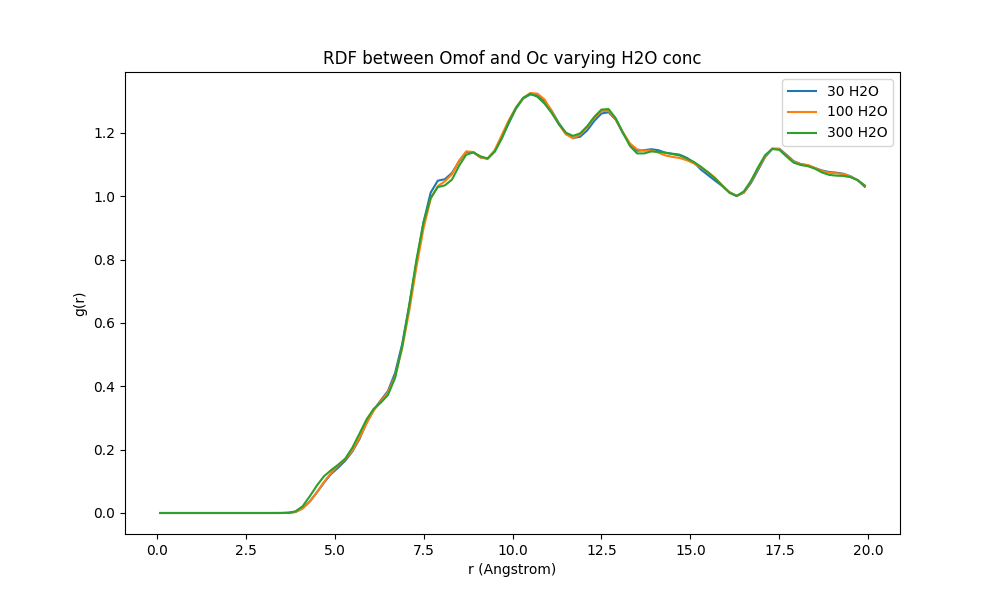 RDF between Omof and Oc varying H2O conc
30 H2O
100 H2O
300 H2O
1.2
1.0
0.8
0.6
0.4
0.2
0.0
g(r)
0.0 2.5 5.0 7.5 10.0 12.5 15.0 17.5 20.0
r (Angstrom)